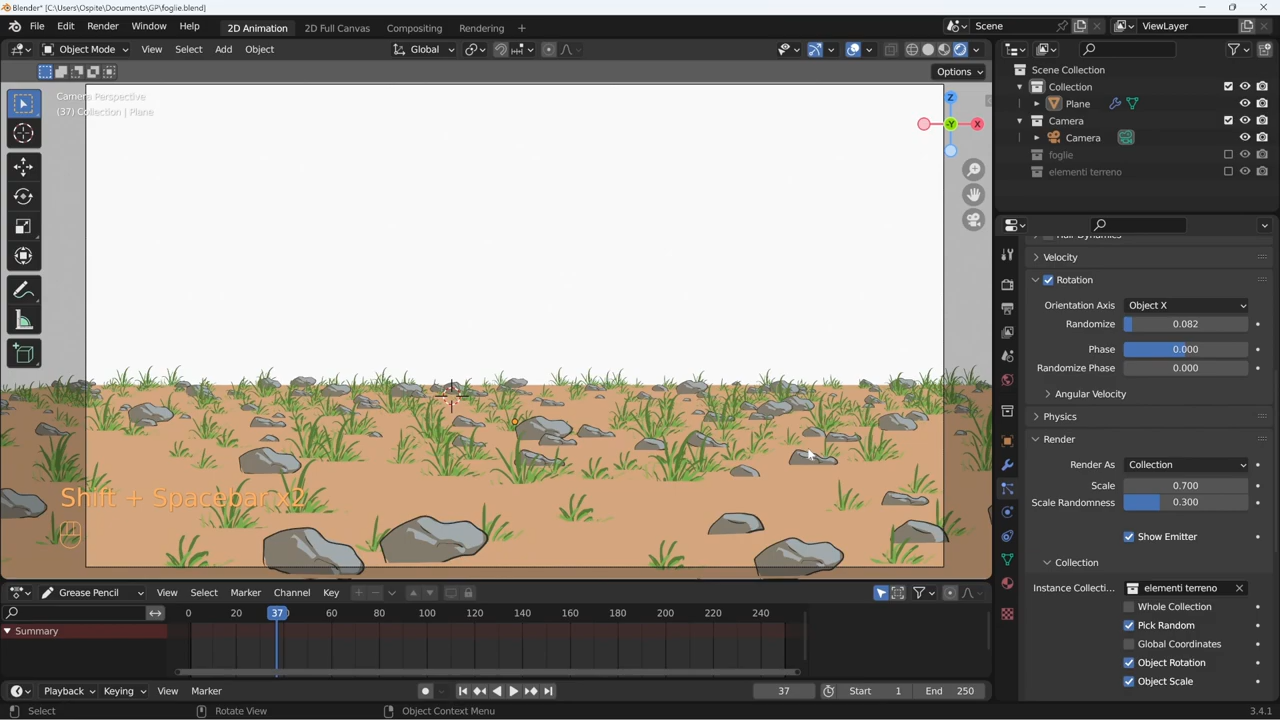 Blender* [C:\Users\Ospite\Documents\GP\foglie.blend]
File Edit Render Window Help 2D Animation 2D Full Canvas Compositing Rendering + Scene ViewLayer
Object Mode View Select Add Object Global
Options
Camera Perspective
(37) Collection | Plane
Z
X
-Y
Shift + Spacebar x2
Scene Collection
Collection
Plane
Camera
Camera
foglie
elementi terreno
Hair Dynamics
Velocity
Rotation
Orientation Axis Object X
Randomize 0.082
Phase 0.000
Randomize Phase 0.000
Angular Velocity
Physics
Render
Render As Collection
Scale 0.700
Scale Randomness 0.300
Show Emitter
Collection
Instance Collecti... elementi terreno
Whole Collection
Pick Random
Global Coordinates
Object Rotation
Object Scale
Grease Pencil View Select Marker Channel Key
0 20 37 60 80 100 120 140 160 180 200 220 240
Summary
Playback Keying View Marker 37 Start 1 End 250
Select Rotate View Object Context Menu 3.4.1